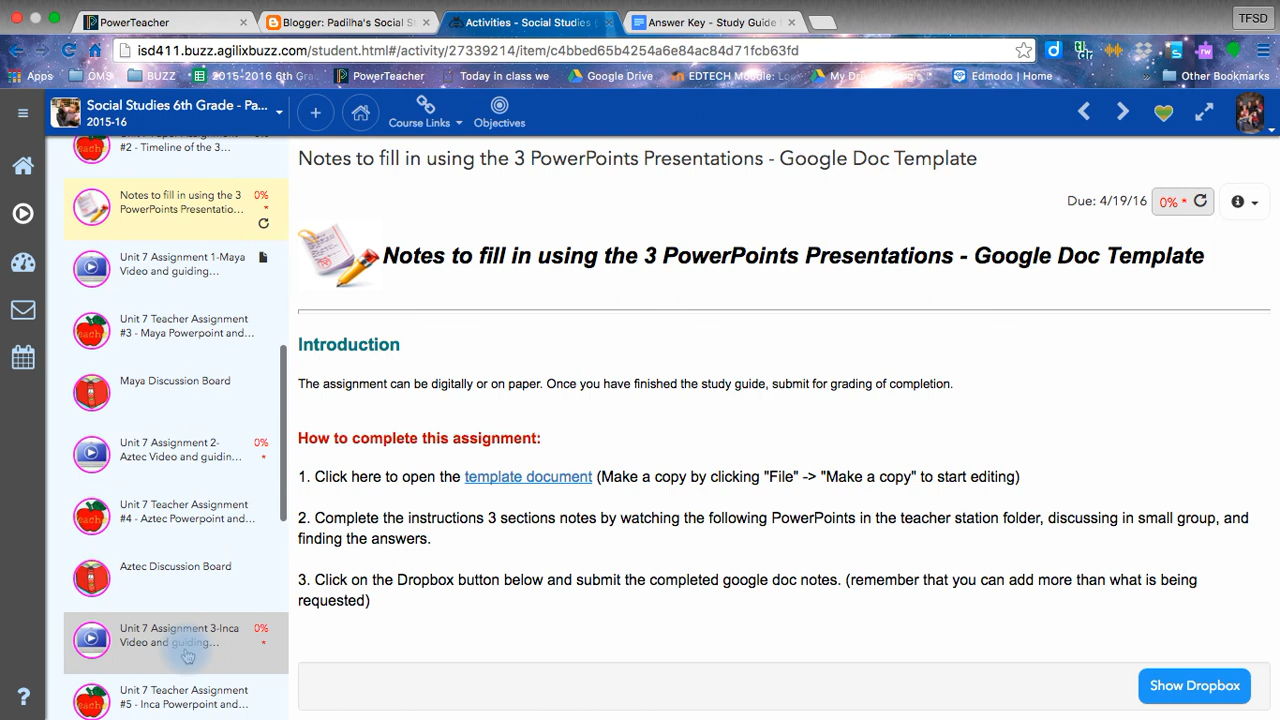 PowerTeacher
Blogger: Padilha's Social S
Activities - Social Studies
Answer Key - Study Guide
TFSD
isd411.buzz.agilixbuzz.com/student.html#/activity/27339214/item/c4bbed65b4254a6e84ac84d71fcb63fd
Apps
OMS
BUZZ
2015-2016 6th Gra
PowerTeacher
Today in class we
Google Drive
EDTECH Moodle: Lo
My Dri
Edmodo | Home
»
Other Bookmarks
Social Studies 6th Grade - Pa...
2015-16
Course Links
Objectives
Unit 7 Paper Assignment
#2 - Timeline of the 3...
Notes to fill in using the 3
PowerPoints Presentatio...
0%
*
Unit 7 Assignment 1-Maya
Video and guiding...
Unit 7 Teacher Assignment
#3 - Maya Powerpoint and...
Maya Discussion Board
Unit 7 Assignment 2-
Aztec Video and guidin...
0%
*
Unit 7 Teacher Assignment
#4 - Aztec Powerpoint and...
Aztec Discussion Board
Unit 7 Assignment 3-Inca
Video and guiding...
0%
*
Unit 7 Teacher Assignment
#5 - Inca Powerpoint and...
Notes to fill in using the 3 PowerPoints Presentations - Google Doc Template
Due: 4/19/16 0% *
Notes to fill in using the 3 PowerPoints Presentations - Google Doc Template
Introduction
The assignment can be digitally or on paper. Once you have finished the study guide, submit for grading of completion.
How to complete this assignment:
1. Click here to open the template document (Make a copy by clicking "File" -> "Make a copy" to start editing)
2. Complete the instructions 3 sections notes by watching the following PowerPoints in the teacher station folder, discussing in small group, and
finding the answers.
3. Click on the Dropbox button below and submit the completed google doc notes. (remember that you can add more than what is being
requested)
Show Dropbox